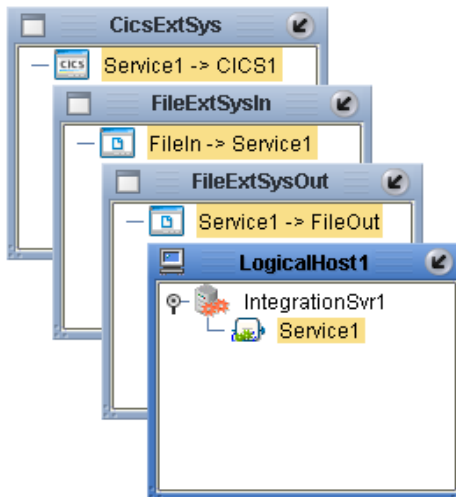 CicsExtSys
CICS Service1 -> CICS1
FileExtSysIn
FileIn -> Service1
FileExtSysOut
Service1 -> FileOut
LogicalHost1
IntegrationSvr1
Service1